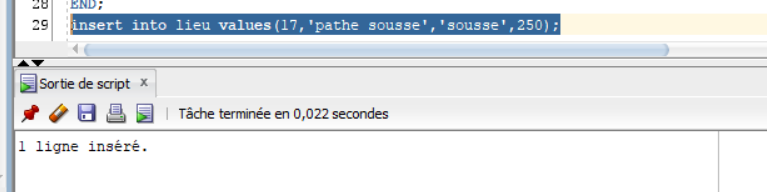 28 END;
29 insert into lieu values(17,'pathe sousse','sousse',250);
Sortie de script x
Tâche terminée en 0,022 secondes
1 ligne inséré.